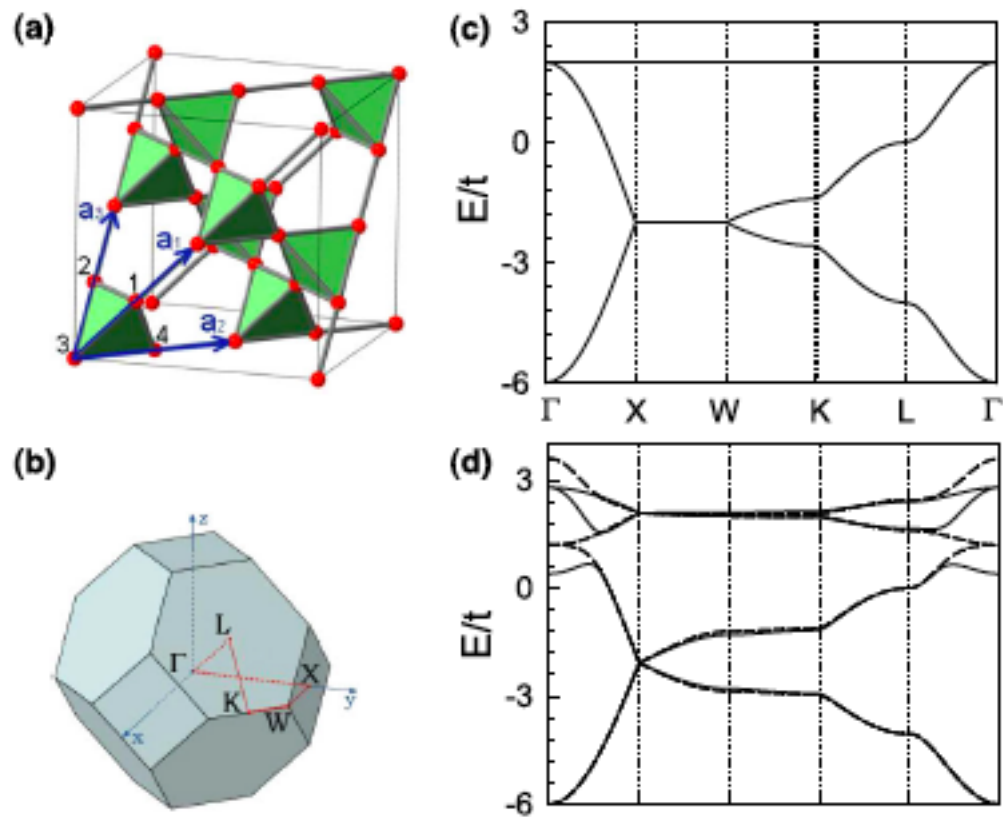 (a)
a₃
a₁
2
1
3
4
a₂
(b)
z
L
Γ
X
y
K
W
x
(c)
E/t
3
0
-3
-6
Γ X W K L Γ
(d)
E/t
3
0
-3
-6